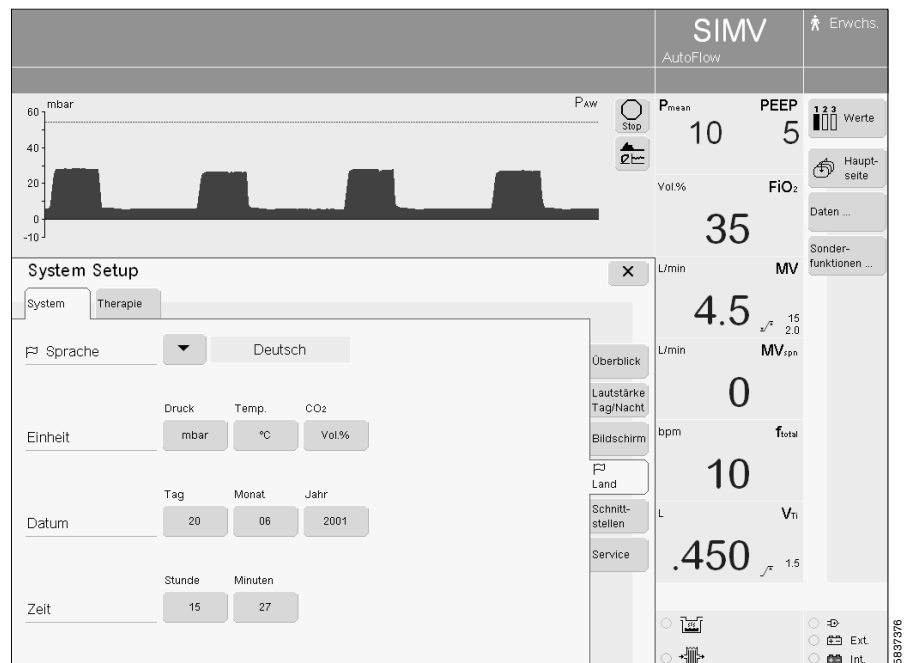 SIMV
AutoFlow
Erwchs.
mbar
PAW
60
40
20
0
-10
Stop
Pmean PEEP
10 5
Vol.% FiO₂
35
L/min MV
4.5 15
2.0
L/min MVspn
0
bpm ftotal
10
L VTi
.450 1.5
1 2 3
Werte
Haupt-
seite
Daten ...
Sonder-
funktionen ...
System Setup
System Therapie
Sprache Deutsch
Druck Temp. CO₂
Einheit mbar °C Vol.%
Tag Monat Jahr
Datum 20 06 2001
Stunde Minuten
Zeit 15 27
Überblick
Lautstärke
Tag/Nacht
Bildschirm
Land
Schnitt-
stellen
Service
Ext.
Int.
5837376